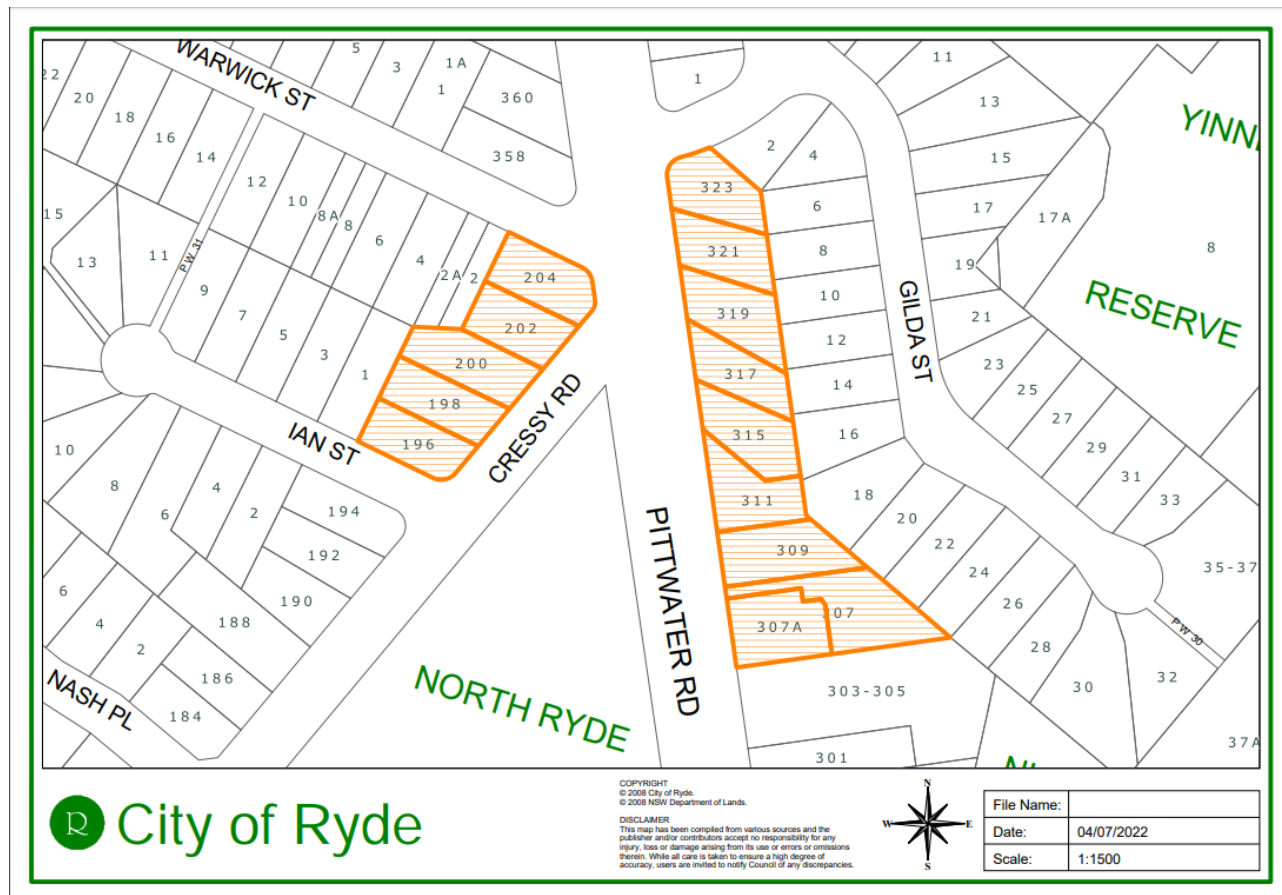 WARWICK ST
22
20
18
16
14
12
10
8A
8
6
4
2A
2
5
3
1A
1
360
358
15
13
11
PW 31
9
7
5
3
1
204
202
200
198
196
IAN ST
CRESSY RD
10
8
6
4
2
194
192
190
6
4
2
188
186
184
NASH PL
NORTH RYDE
PITTWATER RD
1
323
321
319
317
315
311
309
307
307A
303-305
301
2
4
6
8
10
12
14
16
18
20
22
24
26
28
30
32
GILDA ST
11
13
15
17
17A
19
21
23
25
27
29
31
33
35-37
PW 30
37A
8
RESERVE
R
City of Ryde
COPYRIGHT
© 2008 City of Ryde.
© 2008 NSW Department of Lands.
DISCLAIMER
This map has been compiled from various sources and the
publisher and/or contributors accept no responsibility for any
injury, loss or damage arising from its use or errors or omissions
therein. While all care is taken to ensure a high degree of
accuracy, users are invited to notify Council of any discrepancies.
N
W
E
S
File Name:
Date: 04/07/2022
Scale: 1:1500